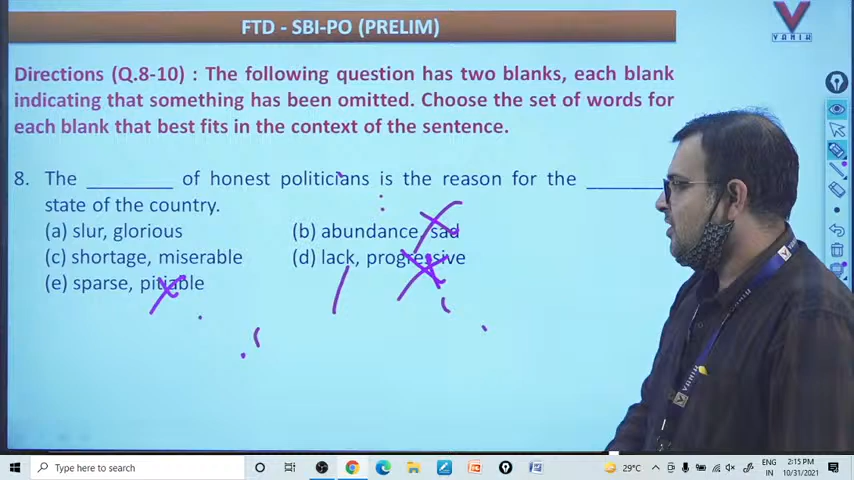 FTD - SBI-PO (PRELIM)
VANIK
Directions (Q.8-10) : The following question has two blanks, each blank
indicating that something has been omitted. Choose the set of words for
each blank that best fits in the context of the sentence.
8. The ________ of honest politicians is the reason for the ________
state of the country.
(a) slur, glorious (b) abundance, sad
(c) shortage, miserable (d) lack, progressive
(e) sparse, pitiable
Type here to search
29°C
ENG
IN
2:15 PM
10/31/2021